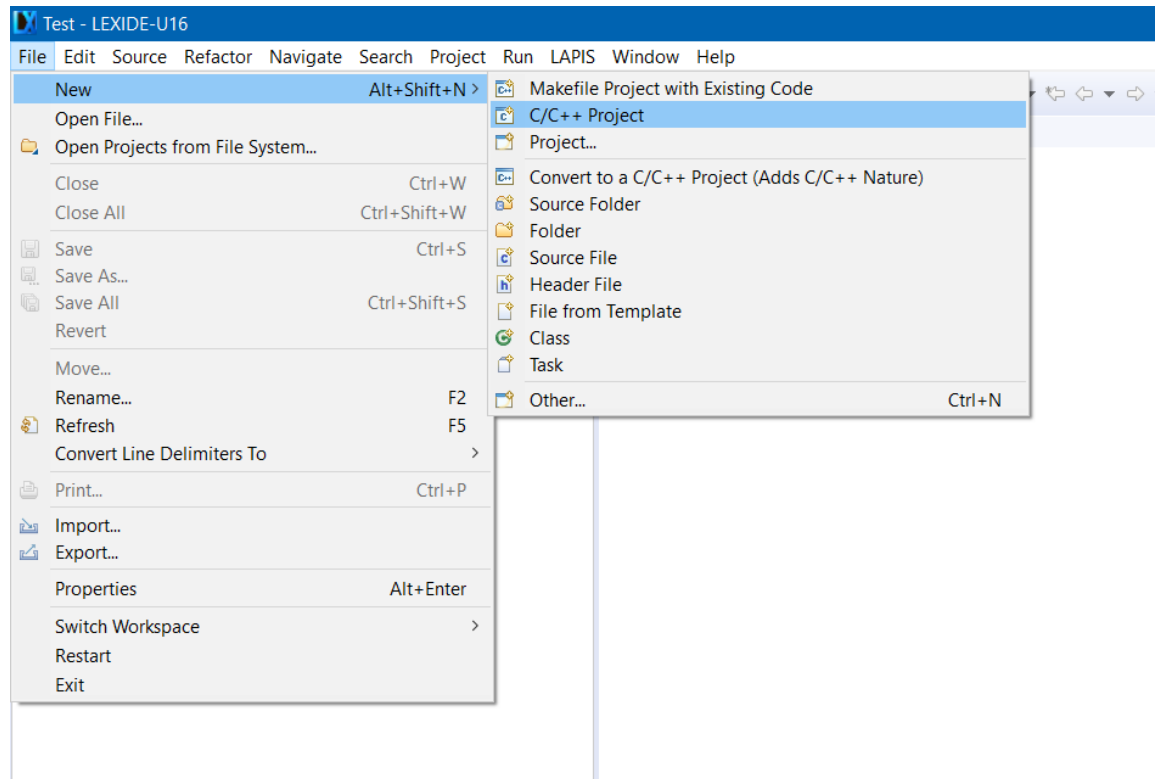 Test - LEXIDE-U16
File Edit Source Refactor Navigate Search Project Run LAPIS Window Help
New Alt+Shift+N >
Open File...
Open Projects from File System...
Close Ctrl+W
Close All Ctrl+Shift+W
Save Ctrl+S
Save As...
Save All Ctrl+Shift+S
Revert
Move...
Rename... F2
Refresh F5
Convert Line Delimiters To >
Print... Ctrl+P
Import...
Export...
Properties Alt+Enter
Switch Workspace >
Restart
Exit
Makefile Project with Existing Code
C/C++ Project
Project...
Convert to a C/C++ Project (Adds C/C++ Nature)
Source Folder
Folder
Source File
Header File
File from Template
Class
Task
Other... Ctrl+N